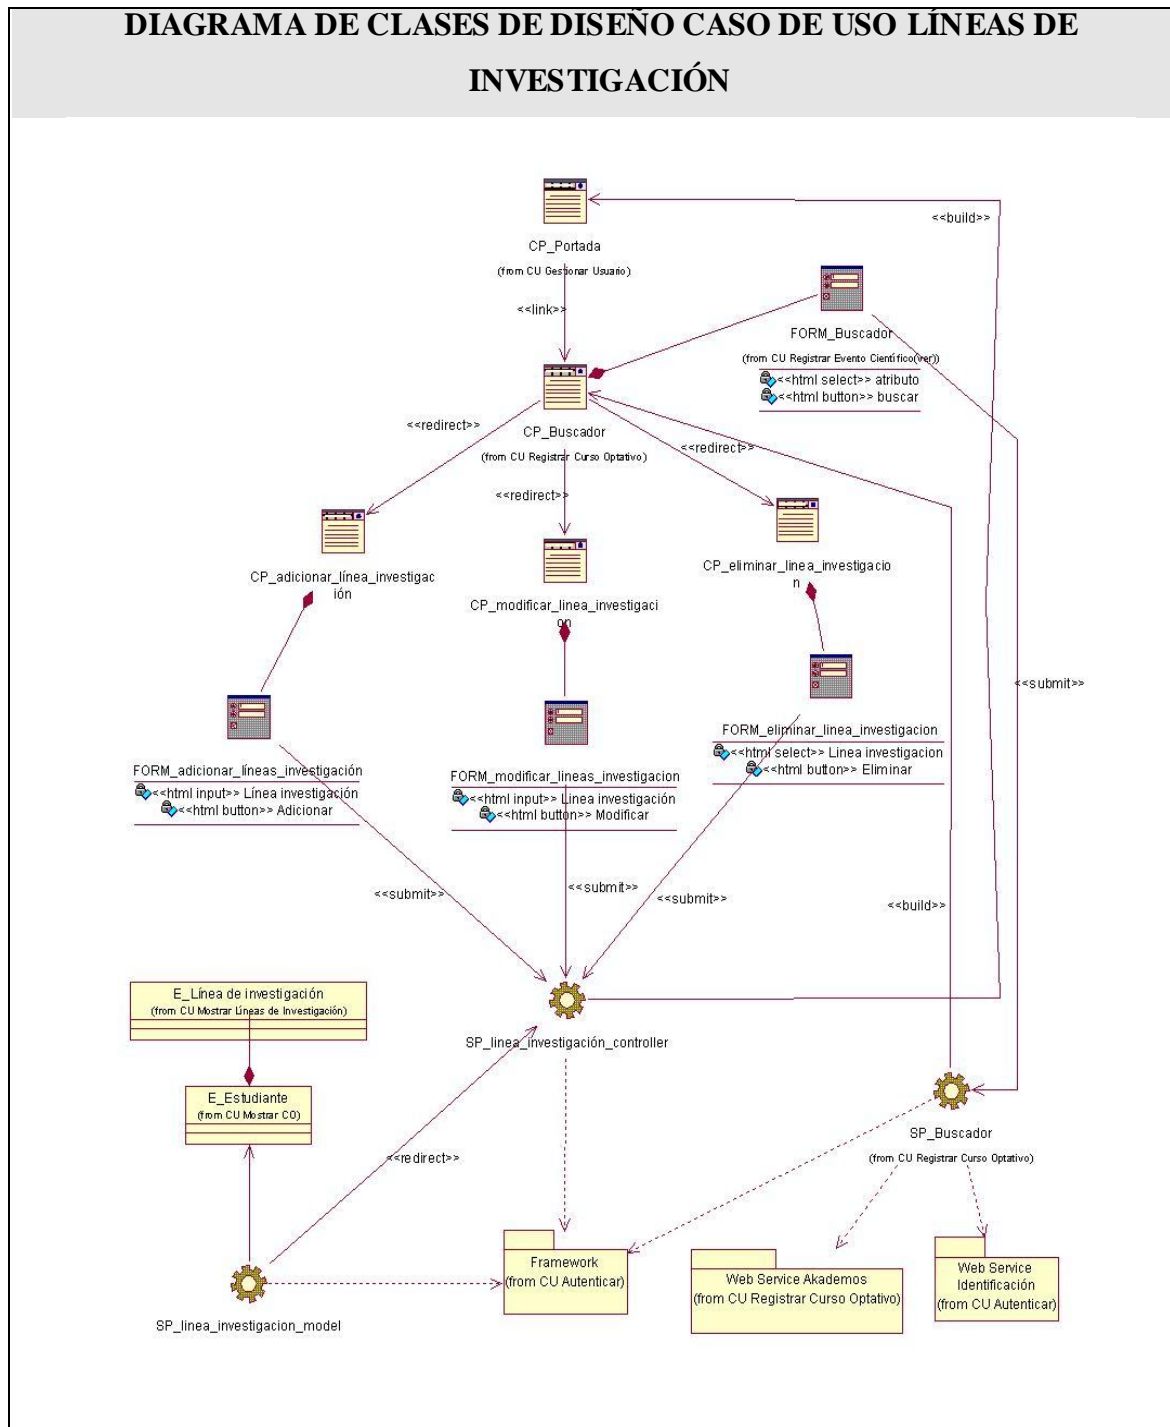 DIAGRAMA DE CLASES DE DISEÑO CASO DE USO LÍNEAS DE
INVESTIGACIÓN
<<build>>
CP_Portada
(from CU Gestionar Usuario)
<<link>>
FORM_Buscador
(from CU Registrar Evento Científico(ver))
<<html select>> atributo
<<html button>> buscar
<<redirect>>
CP_Buscador
(from CU Registrar Curso Optativo)
<<redirect>>
<<redirect>>
CP_adicionar_línea_investigac
ión
CP_modificar_linea_investigaci
on
CP_eliminar_linea_investigacio
n
<<submit>>
FORM_adicionar_líneas_investigación
<<html input>> Línea investigación
<<html button>> Adicionar
FORM_modificar_lineas_investigacion
<<html input>> Linea investigación
<<html button>> Modificar
FORM_eliminar_linea_investigacion
<<html select>> Linea investigacion
<<html button>> Eliminar
<<submit>>
<<submit>>
<<submit>>
<<build>>
E_Línea de investigación
(from CU Mostrar Líneas de Investigación)
SP_linea_investigación_controller
E_Estudiante
(from CU Mostrar CO)
SP_Buscador
(from CU Registrar Curso Optativo)
<<redirect>>
Framework
(from CU Autenticar)
Web Service Akademos
(from CU Registrar Curso Optativo)
Web Service
Identificación
(from CU Autenticar)
SP_linea_investigacion_model